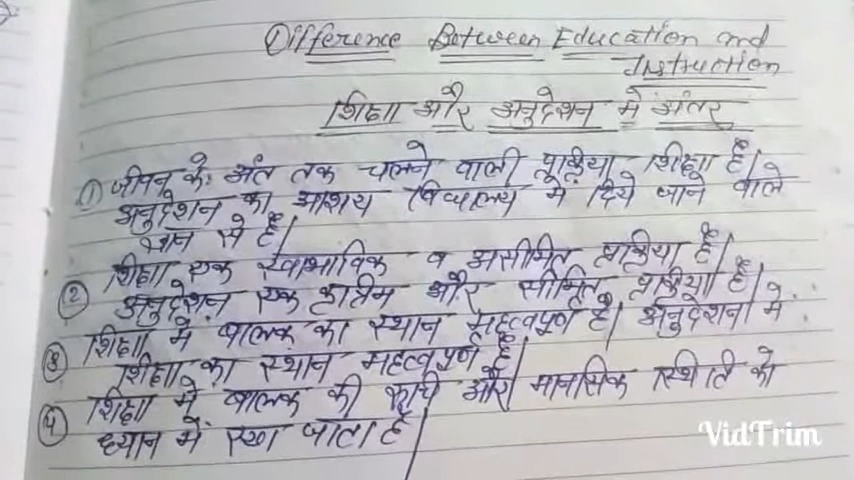 Difference Between Education and
Instruction
शिक्षा और अनुदेशन में अंतर
① जीवन के अंत तक चलने वाली प्रक्रिया शिक्षा है।
अनुदेशन का आशय विद्यालय में दिये जाने वाले
ज्ञान से है।
② शिक्षा एक स्वाभाविक व असीमित प्रक्रिया है।
अनुदेशन एक कृत्रिम और सीमित प्रक्रिया है।
③ शिक्षा में बालक का स्थान महत्वपूर्ण है। अनुदेशन में
शिक्षा का स्थान महत्वपूर्ण है।
④ शिक्षा में बालक की रूचि और मानसिक स्थिति को
ध्यान में रखा जाता है।
VidTrim